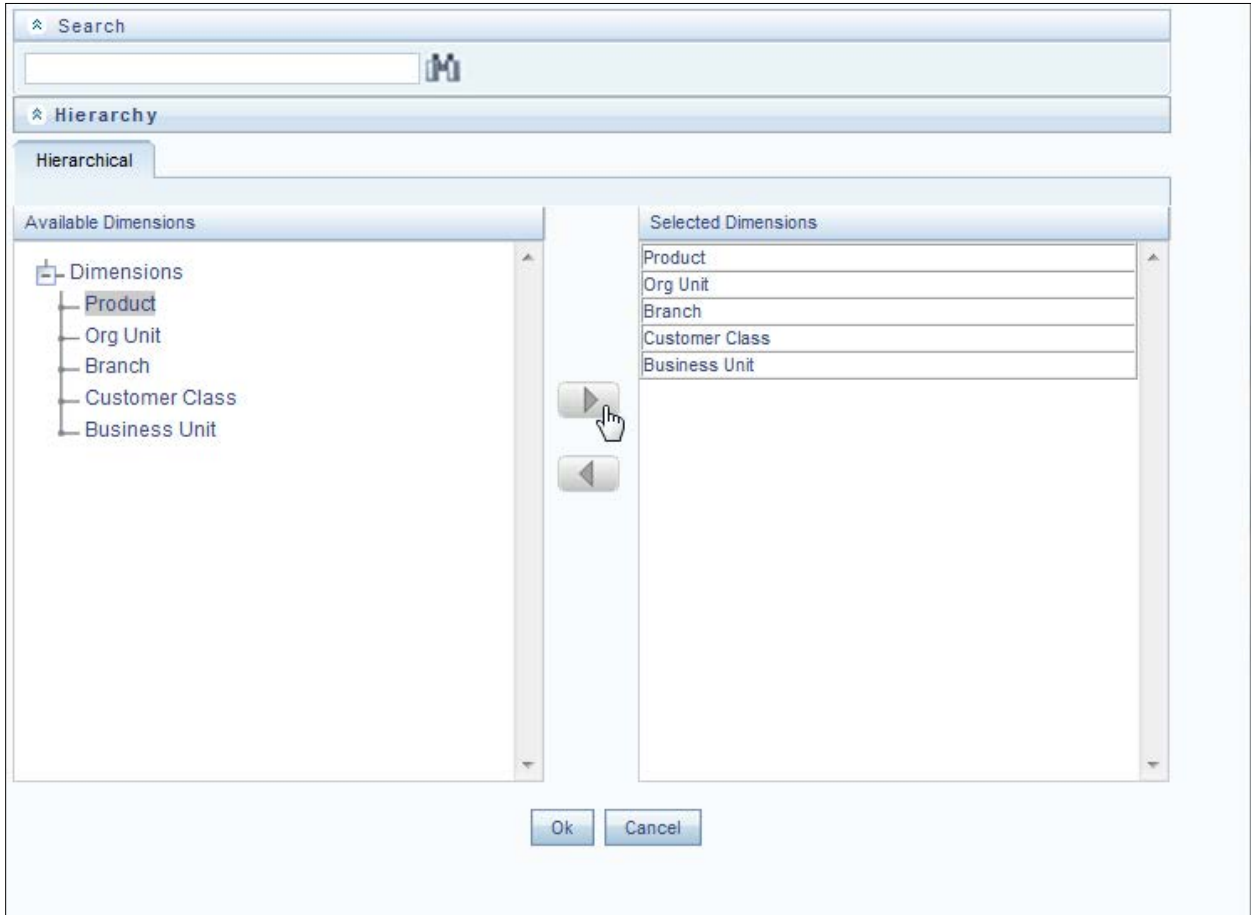 Search
Hierarchy
Hierarchical
Available Dimensions
Dimensions
Product
Org Unit
Branch
Customer Class
Business Unit
Selected Dimensions
Product
Org Unit
Branch
Customer Class
Business Unit
Ok
Cancel